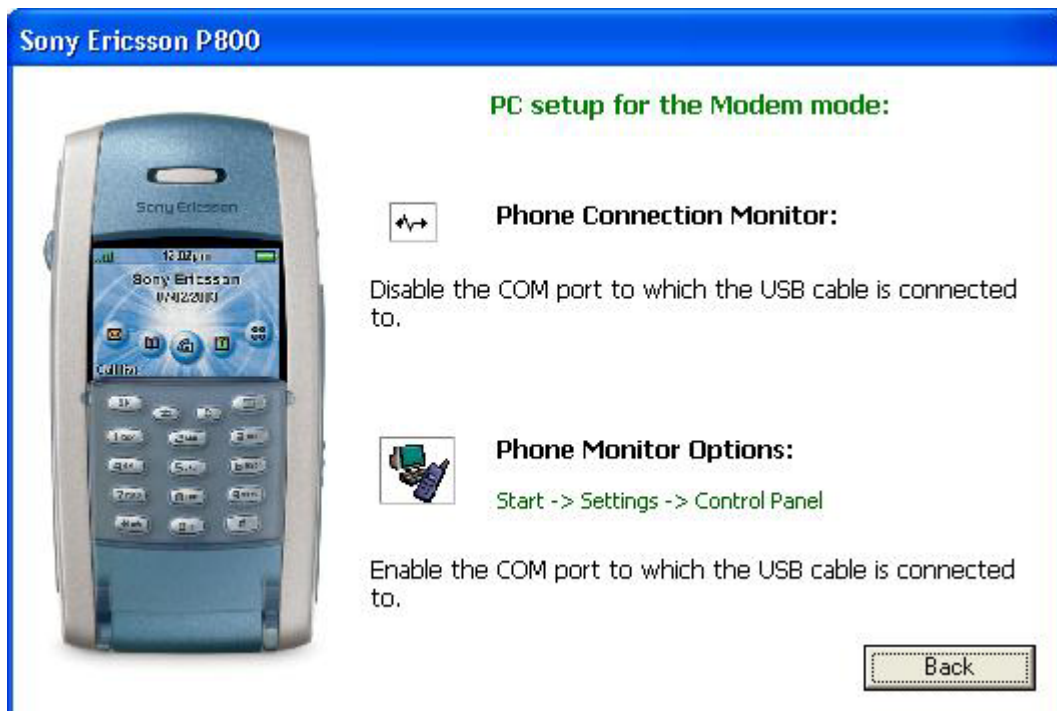 Sony Ericsson P800
PC setup for the Modem mode:
Sony Ericsson
Sony Ericsson
Phone Connection Monitor:
Disable the COM port to which the USB cable is connected
to.
Phone Monitor Options:
Start -> Settings -> Control Panel
Enable the COM port to which the USB cable is connected
to.
Back